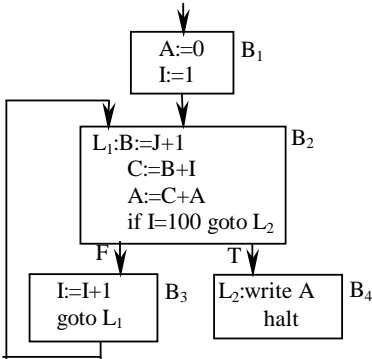 A:=0
I:=1
B₁
L₁:B:=J+1
C:=B+I
A:=C+A
if I=100 goto L₂
B₂
F
T
I:=I+1
goto L₁
B₃
L₂:write A
halt
B₄